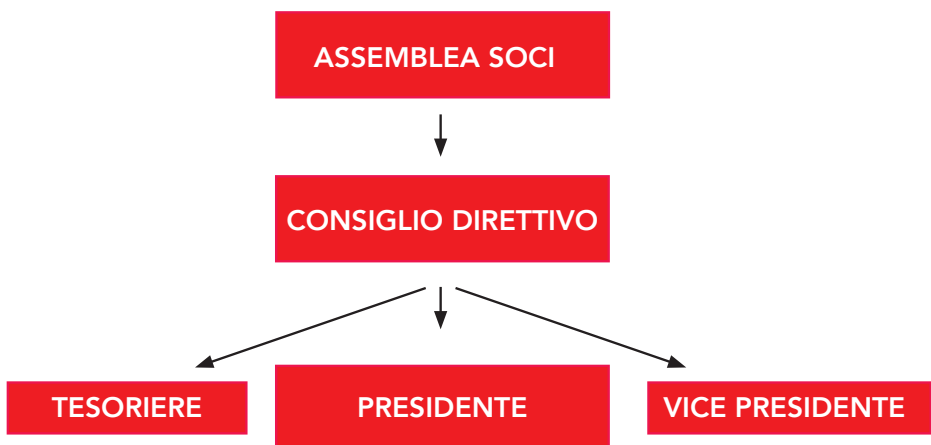 ASSEMBLEA SOCI
CONSIGLIO DIRETTIVO
TESORIERE
PRESIDENTE
VICE PRESIDENTE